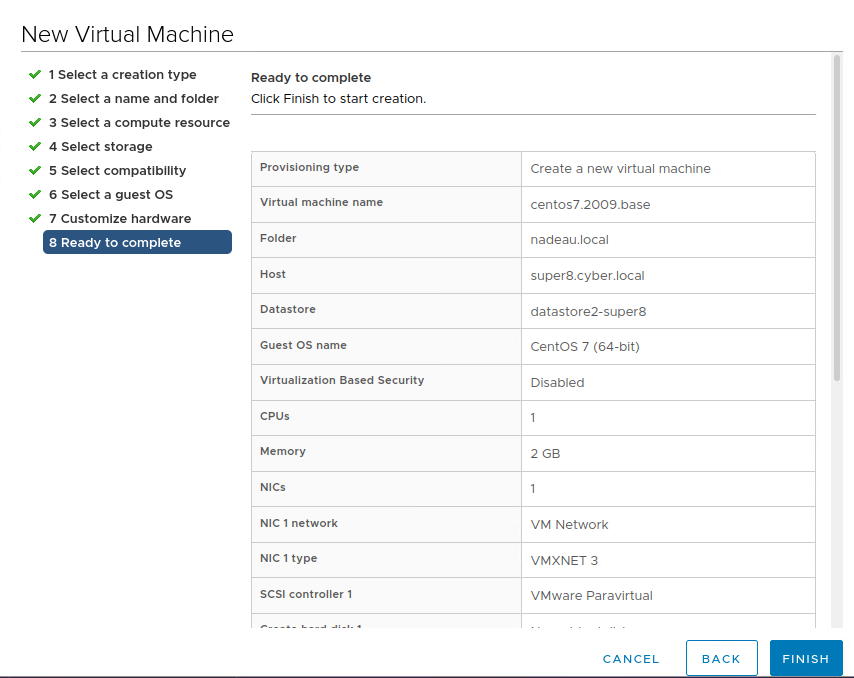 New Virtual Machine
1 Select a creation type
2 Select a name and folder
3 Select a compute resource
4 Select storage
5 Select compatibility
6 Select a guest OS
7 Customize hardware
8 Ready to complete
Ready to complete
Click Finish to start creation.
Provisioning type Create a new virtual machine
Virtual machine name centos7.2009.base
Folder nadeau.local
Host super8.cyber.local
Datastore datastore2-super8
Guest OS name CentOS 7 (64-bit)
Virtualization Based Security Disabled
CPUs 1
Memory 2 GB
NICs 1
NIC 1 network VM Network
NIC 1 type VMXNET 3
SCSI controller 1 VMware Paravirtual
CANCEL BACK FINISH